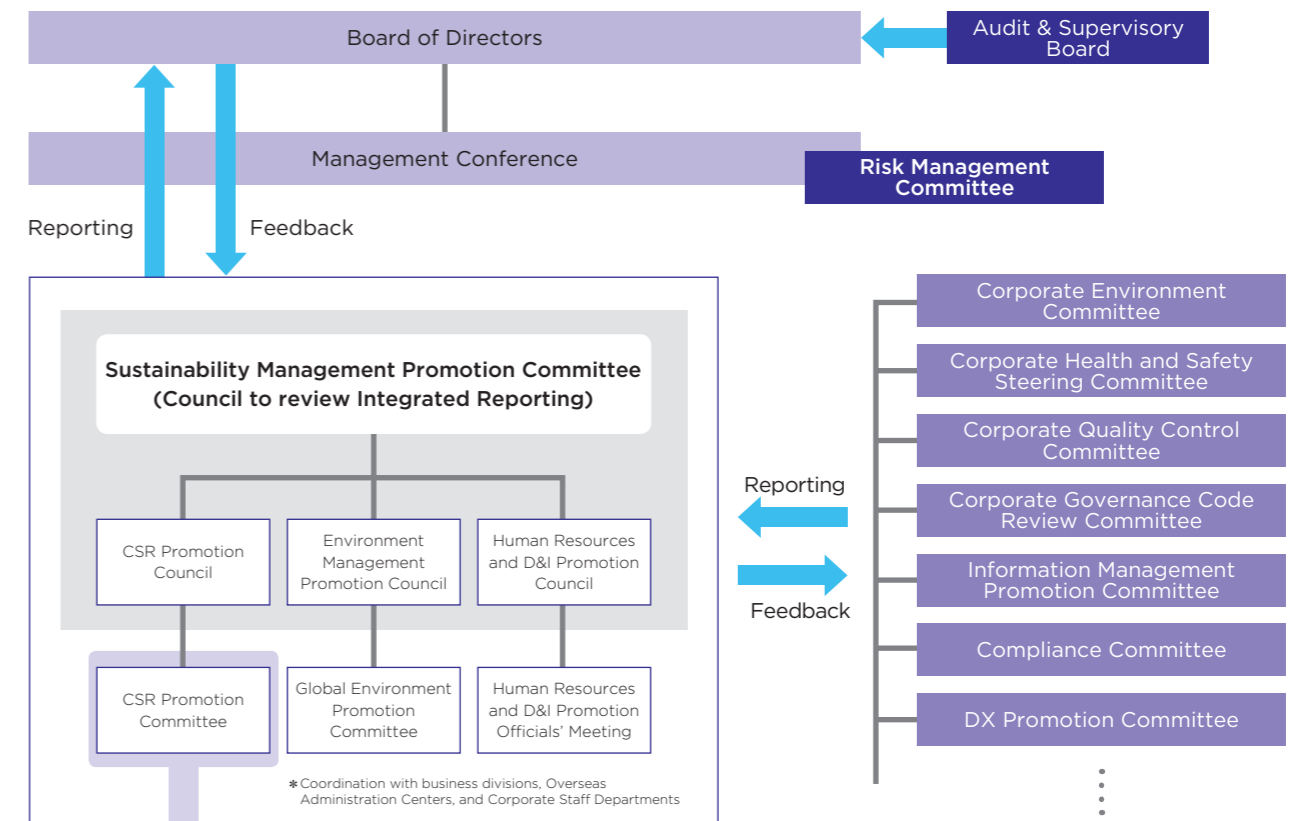 Board of Directors
Audit & Supervisory
Board
Management Conference
Risk Management
Committee
Reporting
Feedback
Sustainability Management Promotion Committee
(Council to review Integrated Reporting)
CSR Promotion
Council
Environment
Management
Promotion Council
Human Resources
and D&I Promotion
Council
CSR Promotion
Committee
Global Environment
Promotion
Committee
Human Resources
and D&I Promotion
Officials’ Meeting
✻Coordination with business divisions, Overseas
Administration Centers, and Corporate Staff Departments
Reporting
Feedback
Corporate Environment
Committee
Corporate Health and Safety
Steering Committee
Corporate Quality Control
Committee
Corporate Governance Code
Review Committee
Information Management
Promotion Committee
Compliance Committee
DX Promotion Committee